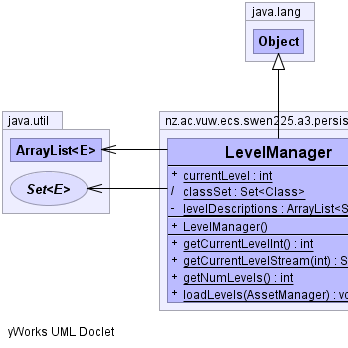 java.lang
Object
java.util
ArrayList<E>
Set<E>
nz.ac.vuw.ecs.swen225.a3.persis
LevelManager
+ currentLevel : int
/ classSet : Set<Class>
- levelDescriptions : ArrayList<S
+ LevelManager()
+ getCurrentLevelInt() : int
+ getCurrentLevelStream(int) : S
+ getNumLevels() : int
+ loadLevels(AssetManager) : vo
yWorks UML Doclet